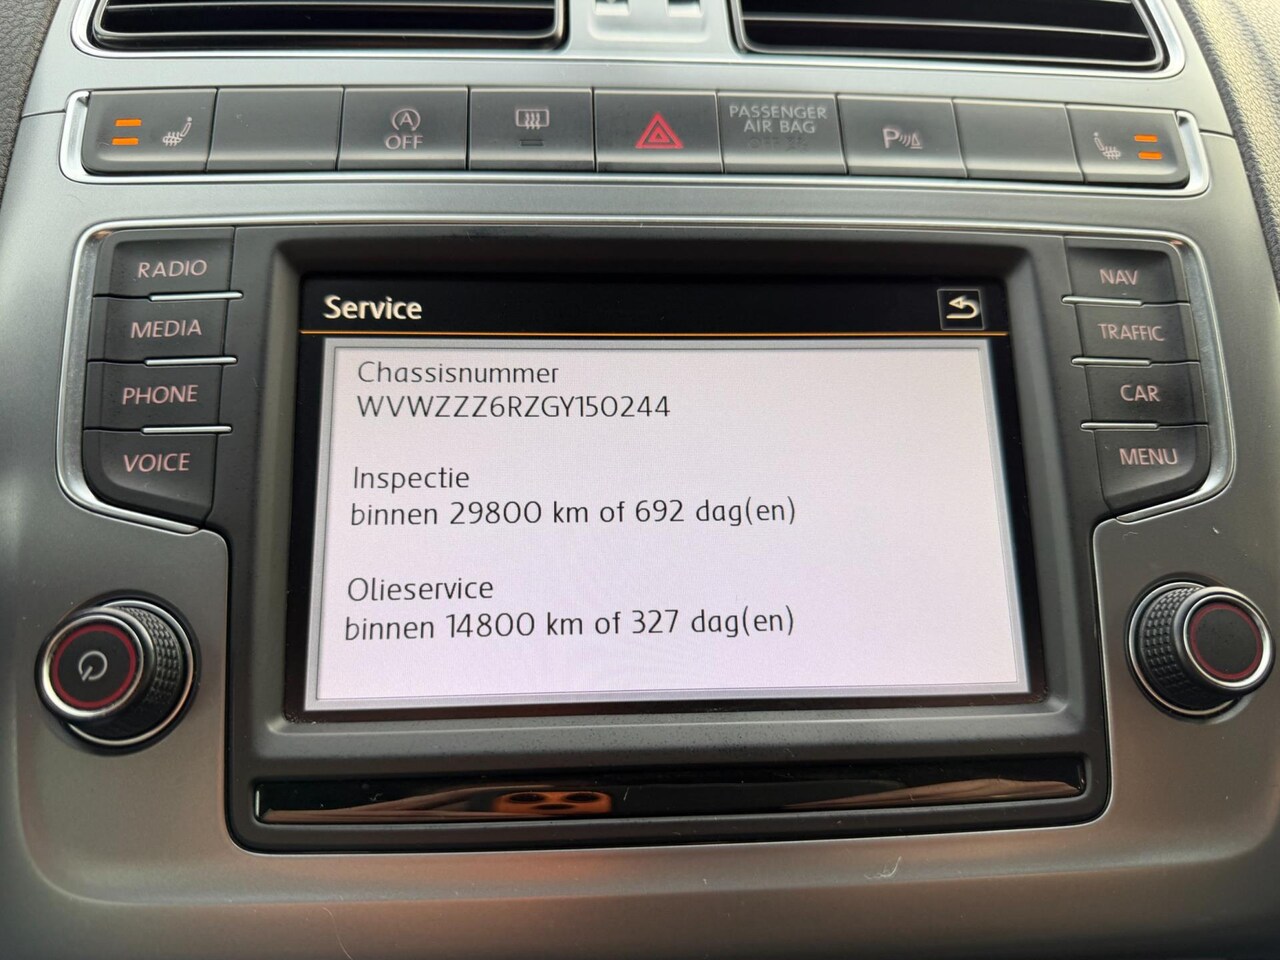 A
OFF
PASSENGER
AIR BAG
P
RADIO
MEDIA
PHONE
VOICE
NAV
TRAFFIC
CAR
MENU
Service
Chassisnummer
WVWZZZ6RZGY150244
Inspectie
binnen 29800 km of 692 dag(en)
Olieservice
binnen 14800 km of 327 dag(en)